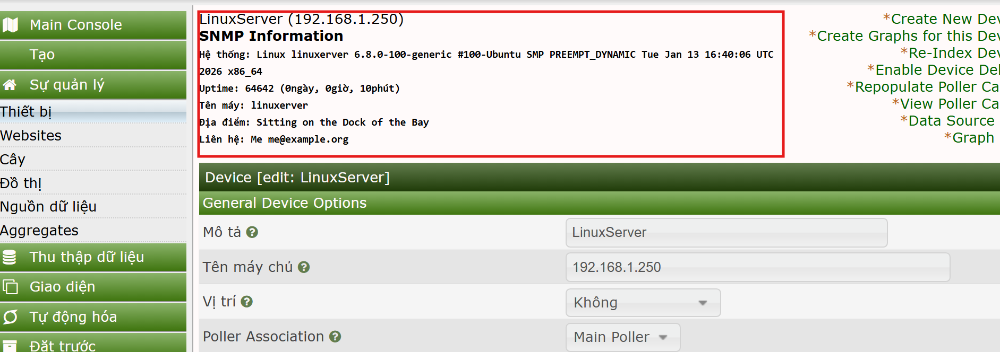 Main Console
Tạo
Sự quản lý
Thiết bị
Websites
Cây
Đồ thị
Nguồn dữ liệu
Aggregates
Thu thập dữ liệu
Giao diện
Tự động hóa
Đặt trước
LinuxServer (192.168.1.250)
SNMP Information
Hệ thống: Linux linuxerver 6.8.0-100-generic #100-Ubuntu SMP PREEMPT_DYNAMIC Tue Jan 13 16:40:06 UTC
2026 x86_64
Uptime: 64642 (0ngày, 0giờ, 10phút)
Tên máy: linuxerver
Địa điểm: Sitting on the Dock of the Bay
Liên hệ: Me me@example.org
*Create New Dev
*Create Graphs for this Dev
*Re-Index Dev
*Enable Device Del
*Repopulate Poller Ca
*View Poller Ca
*Data Source
*Graph
Device [edit: LinuxServer]
General Device Options
Mô tả
LinuxServer
Tên máy chủ
192.168.1.250
Vị trí
Không
Poller Association
Main Poller